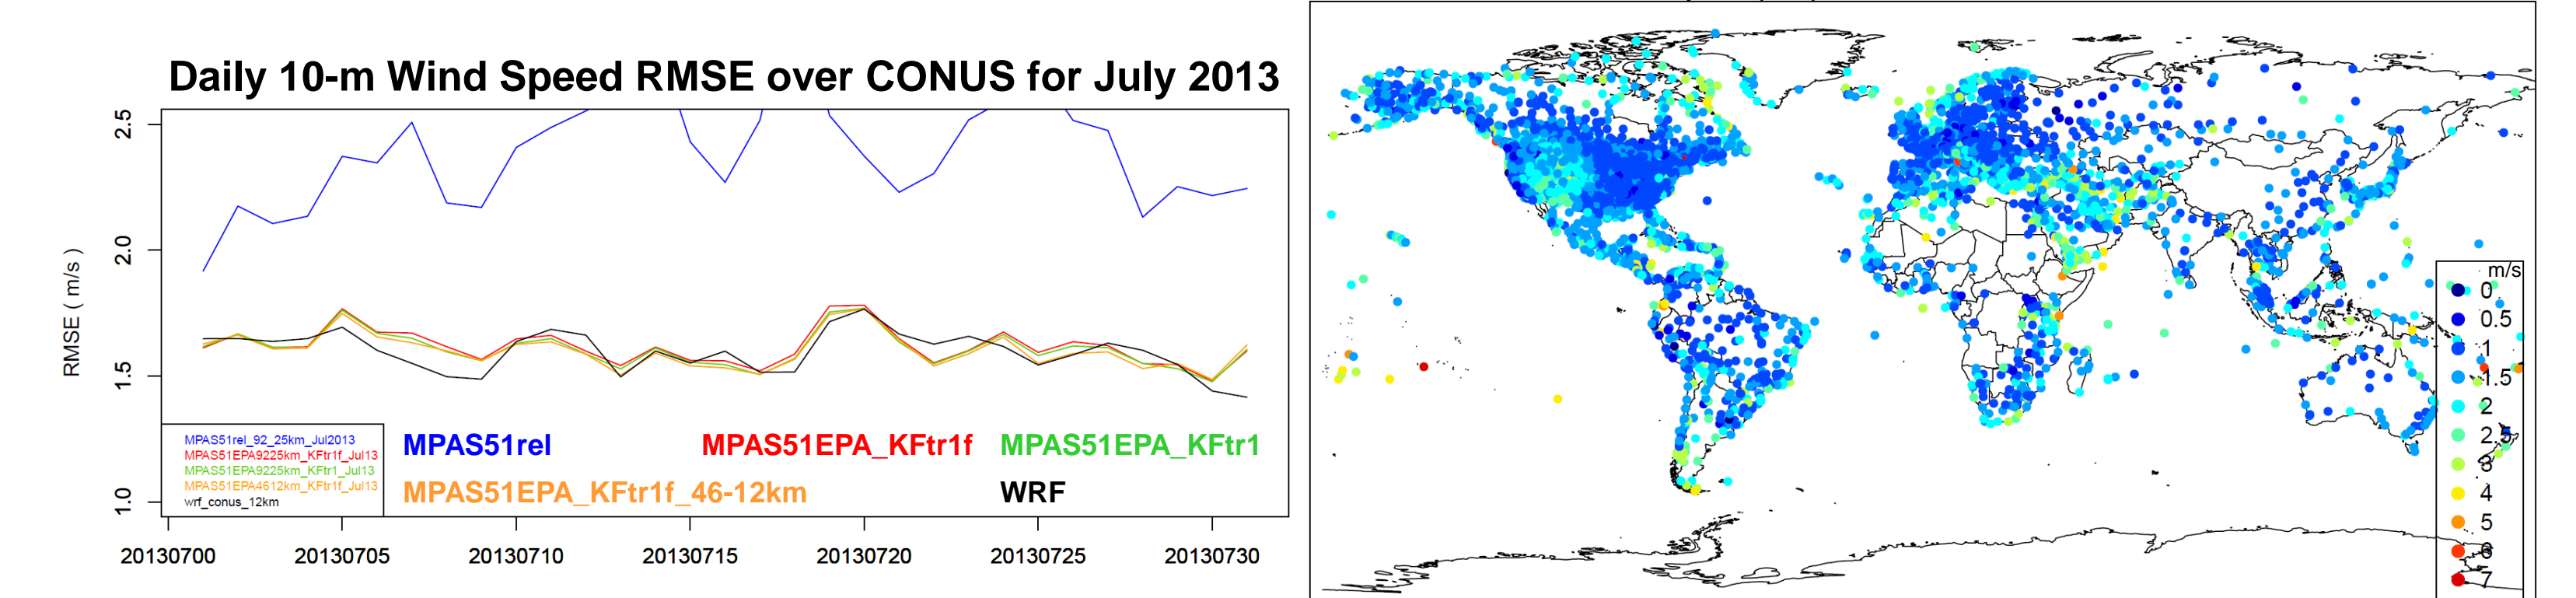 Daily 10-m Wind Speed RMSE over CONUS for July 2013
RMSE ( m/s )
2.5
2.0
1.5
1.0
MPAS51rel_92_25km_Jul2013
MPAS51EPA9225km_KFtr1f_Jul13
MPAS51EPA9225km_KFtr1_Jul13
MPAS51EPA4612km_KFtr1f_Jul13
wrf_conus_12km
MPAS51rel MPAS51EPA_KFtr1f MPAS51EPA_KFtr1
MPAS51EPA_KFtr1f_46-12km WRF
20130700 20130705 20130710 20130715 20130720 20130725 20130730
m/s
0
0.5
1
1.5
2
2.5
3
4
5
6
7